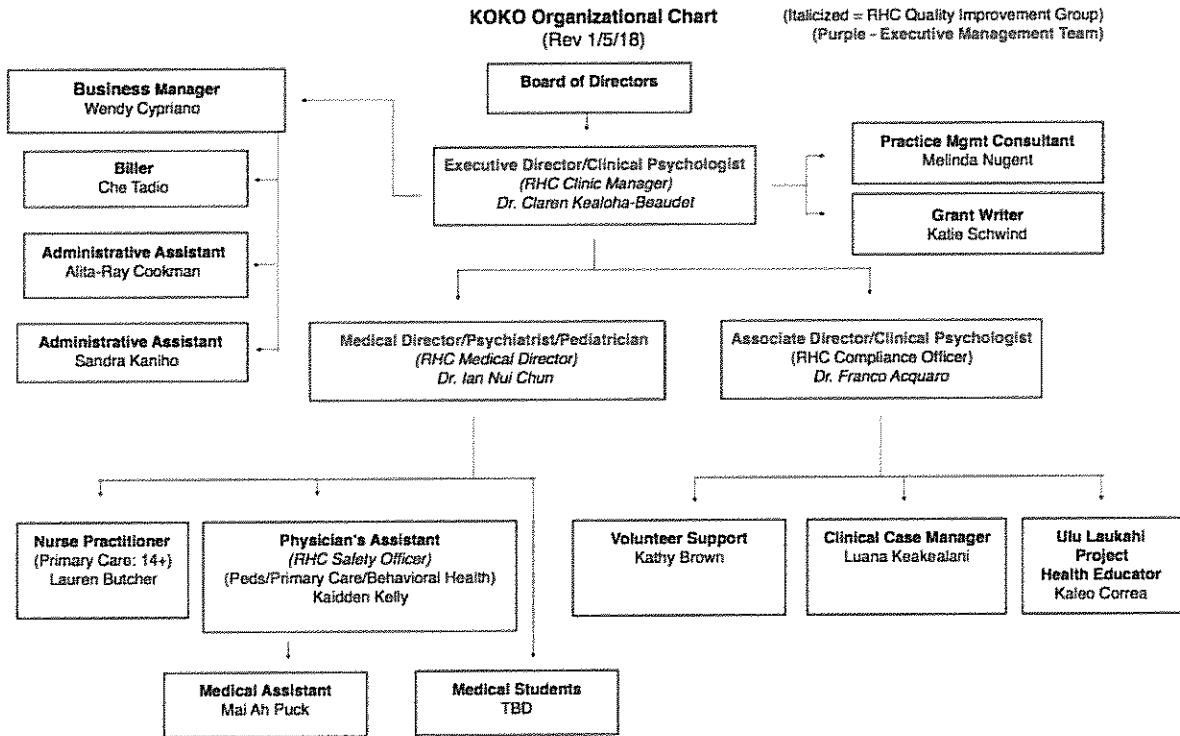 KOKO Organizational Chart
(Rev 1/5/18)
(Italicized = RHC Quality Improvement Group)
(Purple - Executive Management Team)
Board of Directors
Business Manager
Wendy Cypriano
Biller
Che Tadio
Administrative Assistant
Alita-Ray Cookman
Administrative Assistant
Sandra Kaniho
Executive Director/Clinical Psychologist
(RHC Clinic Manager)
Dr. Claren Kealoha-Beaudet
Practice Mgmt Consultant
Melinda Nugent
Grant Writer
Katie Schwind
Medical Director/Psychiatrist/Pediatrician
(RHC Medical Director)
Dr. Ian Nui Chun
Associate Director/Clinical Psychologist
(RHC Compliance Officer)
Dr. Franco Acquaro
Nurse Practitioner
(Primary Care: 14+)
Lauren Butcher
Physician's Assistant
(RHC Safety Officer)
(Peds/Primary Care/Behavioral Health)
Kaidden Kelly
Volunteer Support
Kathy Brown
Clinical Case Manager
Luana Keakealani
Ulu Laukahi
Project
Health Educator
Kaleo Correa
Medical Assistant
Mai Ah Puck
Medical Students
TBD